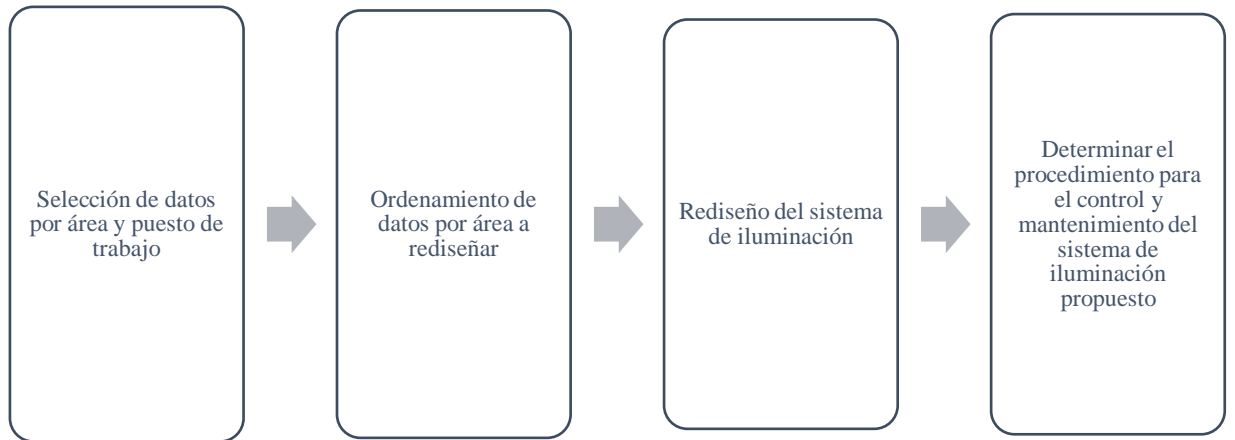 Selección de datos
por área y puesto de
trabajo
Ordenamiento de
datos por área a
rediseñar
Rediseño del sistema
de iluminación
Determinar el
procedimiento para
el control y
mantenimiento del
sistema de
iluminación
propuesto